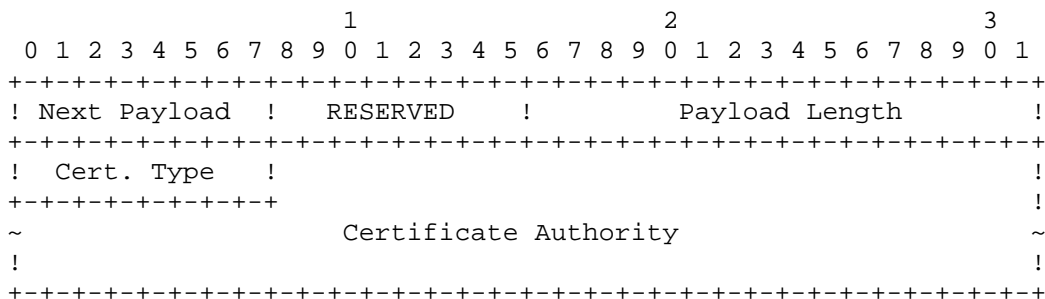 1                   2                   3
 0 1 2 3 4 5 6 7 8 9 0 1 2 3 4 5 6 7 8 9 0 1 2 3 4 5 6 7 8 9 0 1
+-+-+-+-+-+-+-+-+-+-+-+-+-+-+-+-+-+-+-+-+-+-+-+-+-+-+-+-+-+-+-+-+
! Next Payload  !   RESERVED    !         Payload Length        !
+-+-+-+-+-+-+-+-+-+-+-+-+-+-+-+-+-+-+-+-+-+-+-+-+-+-+-+-+-+-+-+-+
!  Cert. Type   !                                               !
+-+-+-+-+-+-+-+-+                                               !
~                    Certificate Authority                      ~
!                                                               !
+-+-+-+-+-+-+-+-+-+-+-+-+-+-+-+-+-+-+-+-+-+-+-+-+-+-+-+-+-+-+-+-+